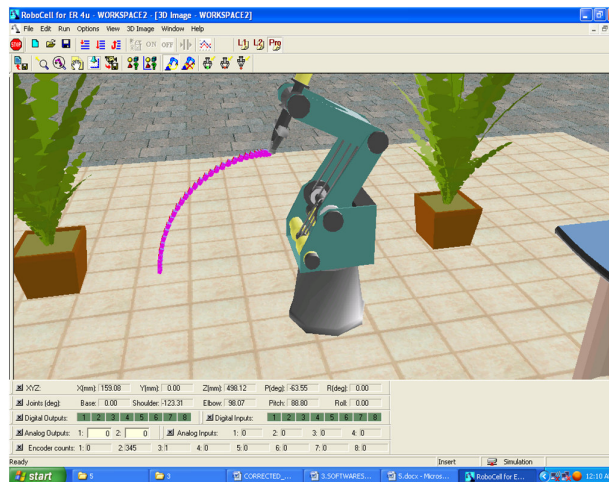 RoboCell for ER 4u - WORKSPACE2 - [3D Image - WORKSPACE2]
File Edit Run Options View 3D Image Window Help
STOP ON OFF L1 L2 Pro
XYZ: X(mm): 159.08 Y(mm): 0.00 Z(mm): 498.12 P(deg): -63.55 R(deg): 0.00
Joints (deg): Base: 0.00 Shoulder: -123.31 Elbow: 98.07 Pitch: 88.80 Roll: 0.00
Digital Outputs: 1 2 3 4 5 6 7 8 Digital Inputs: 1 2 3 4 5 6 7 8
Analog Outputs: 1: 0 2: 0 Analog Inputs: 1: 0 2: 0 3: 0 4: 0
Encoder counts: 1: 0 2:345 3:1 4: 0 5: 0 6: 0 7: 0 8: 0
Ready Insert Simulation
start 5 3 CORRECTED_... 3.SOFTWARES... 5.docx - Micros... RoboCell for E... 12:10 A